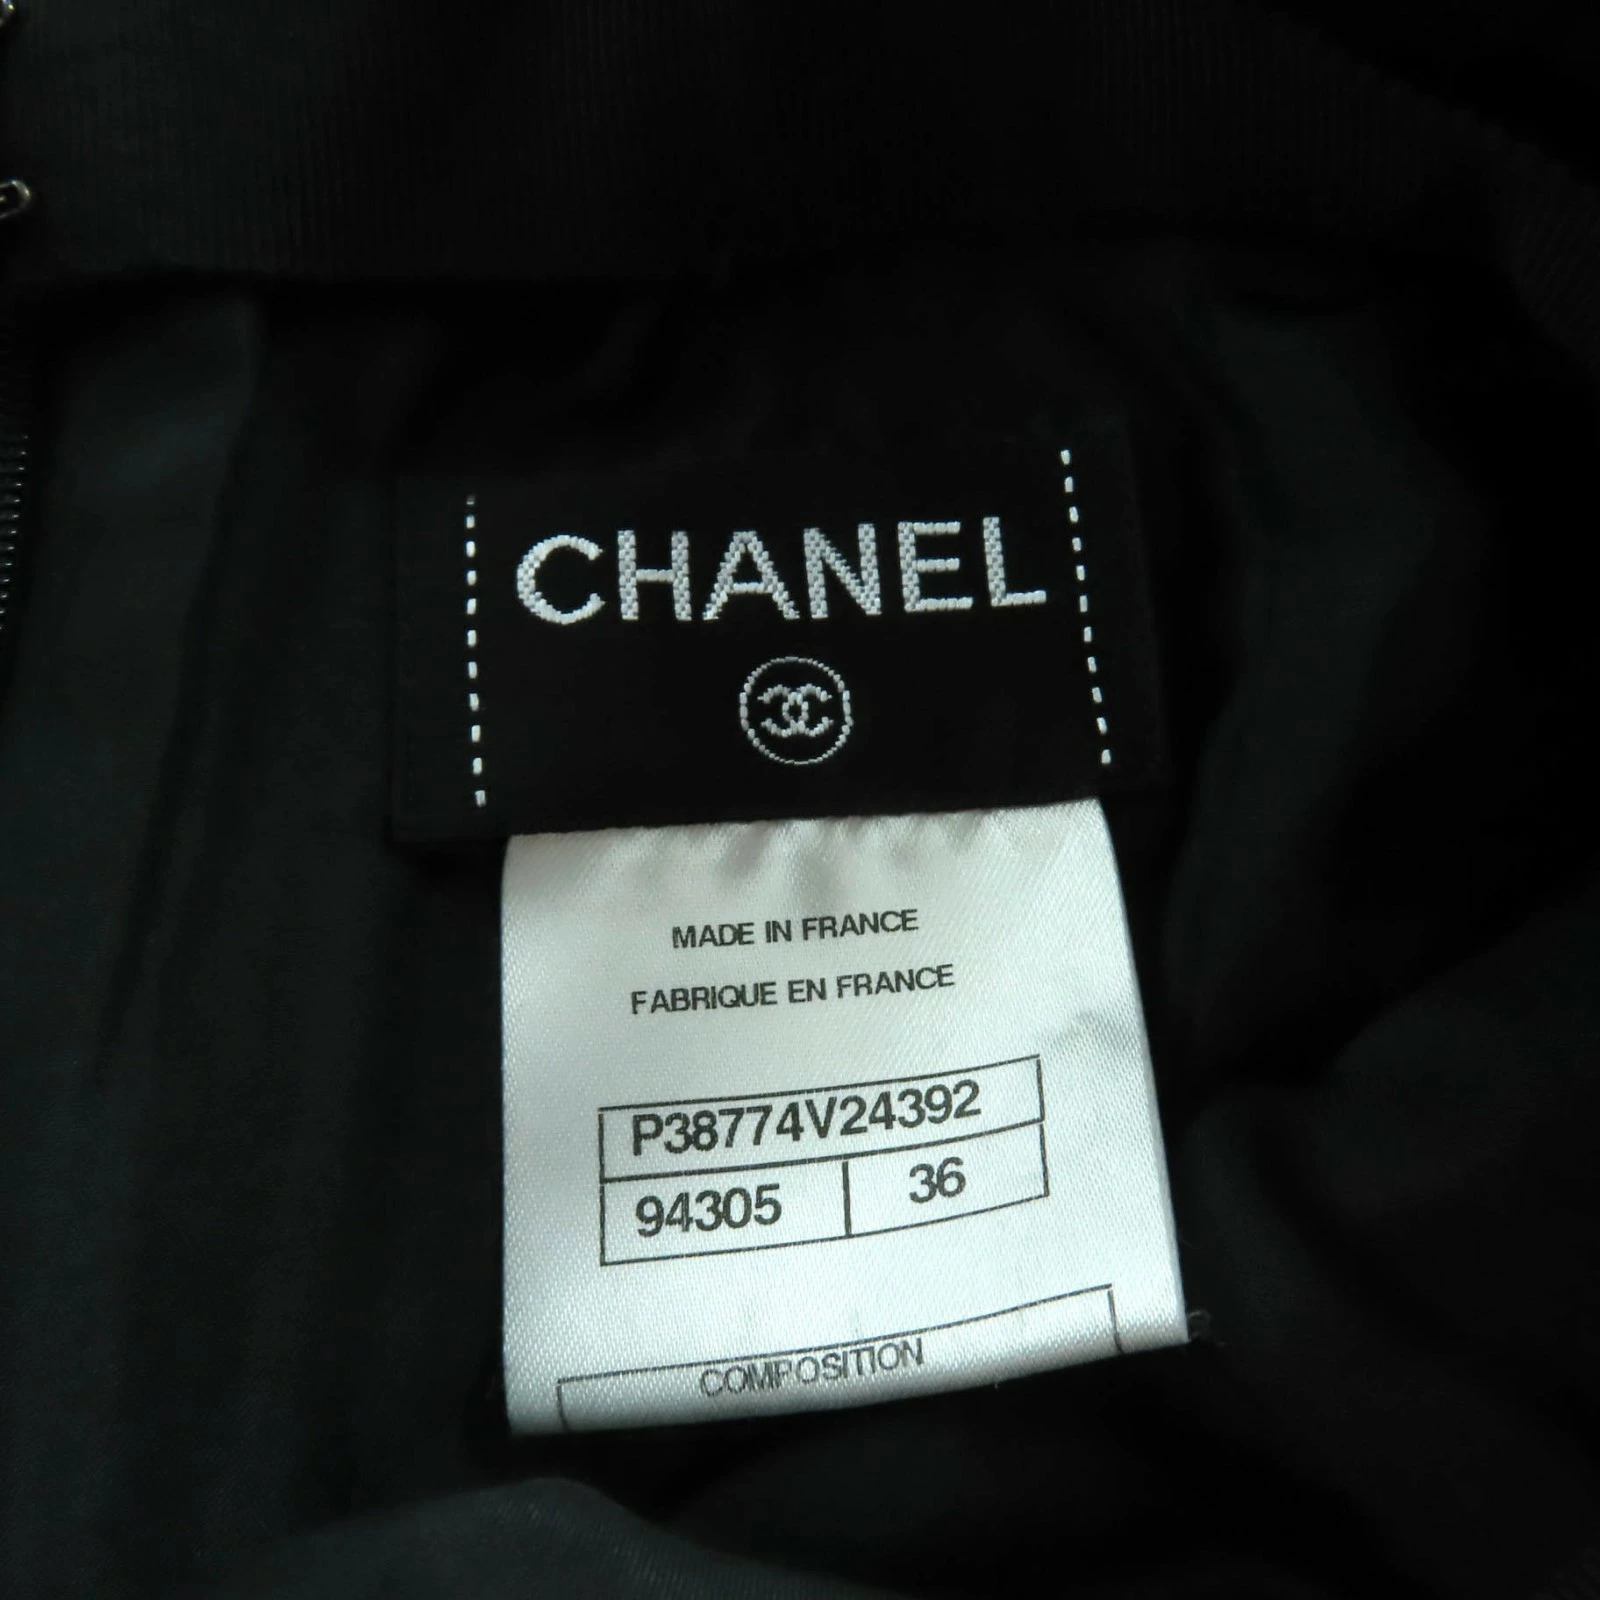 CHANEL
MADE IN FRANCE
FABRIQUE EN FRANCE
P38774V24392
94305 36
COMPOSITION